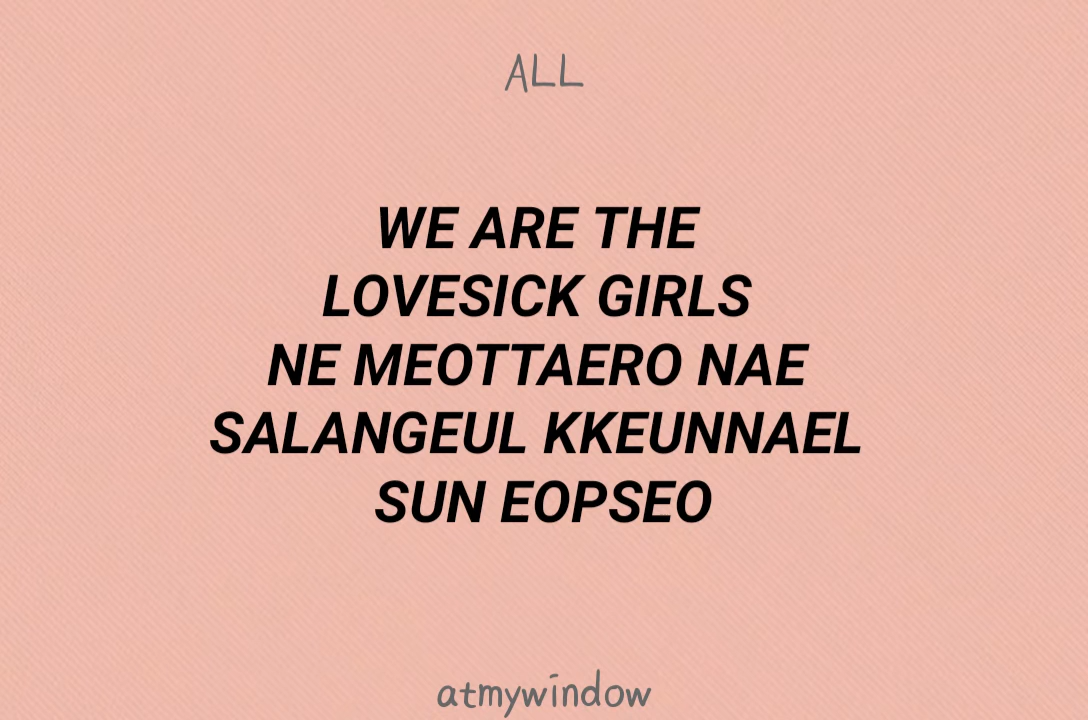 ALL
WE ARE THE
LOVESICK GIRLS
NE MEOTTAERO NAE
SALANGEUL KKEUNNAEL
SUN EOPSEO
atmywindow